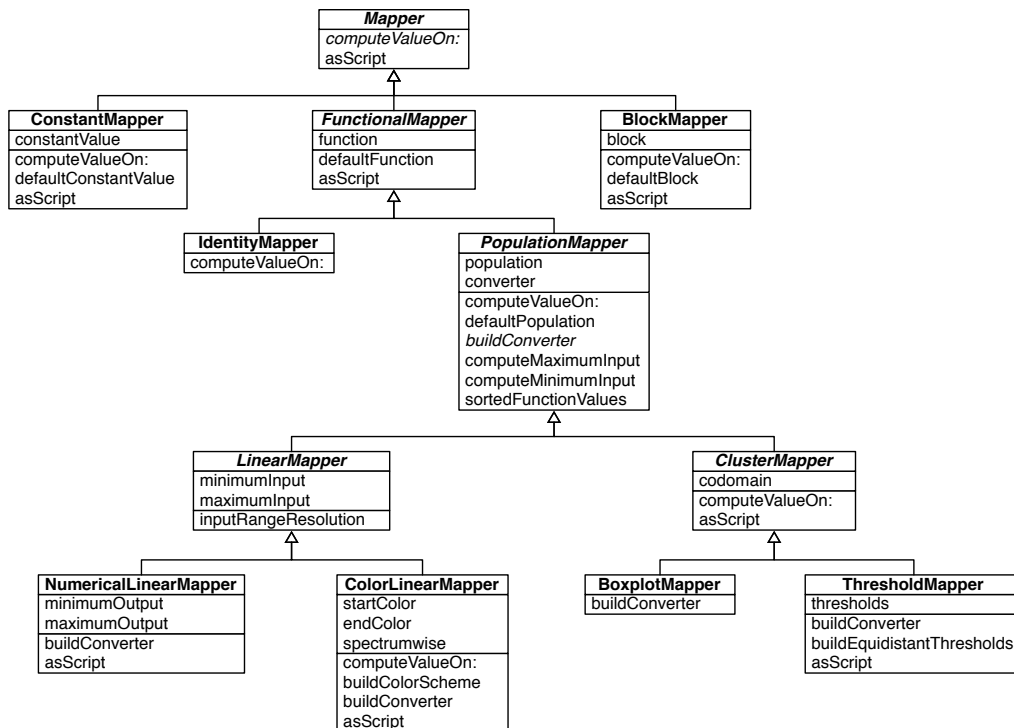 Mapper
computeValueOn:
asScript
ConstantMapper
constantValue
computeValueOn:
defaultConstantValue
asScript
FunctionalMapper
function
defaultFunction
asScript
BlockMapper
block
computeValueOn:
defaultBlock
asScript
IdentityMapper
computeValueOn:
PopulationMapper
population
converter
computeValueOn:
defaultPopulation
buildConverter
computeMaximumInput
computeMinimumInput
sortedFunctionValues
LinearMapper
minimumInput
maximumInput
inputRangeResolution
ClusterMapper
codomain
computeValueOn:
asScript
NumericalLinearMapper
minimumOutput
maximumOutput
buildConverter
asScript
ColorLinearMapper
startColor
endColor
spectrumwise
computeValueOn:
buildColorScheme
buildConverter
asScript
BoxplotMapper
buildConverter
ThresholdMapper
thresholds
buildConverter
buildEquidistantThresholds
asScript